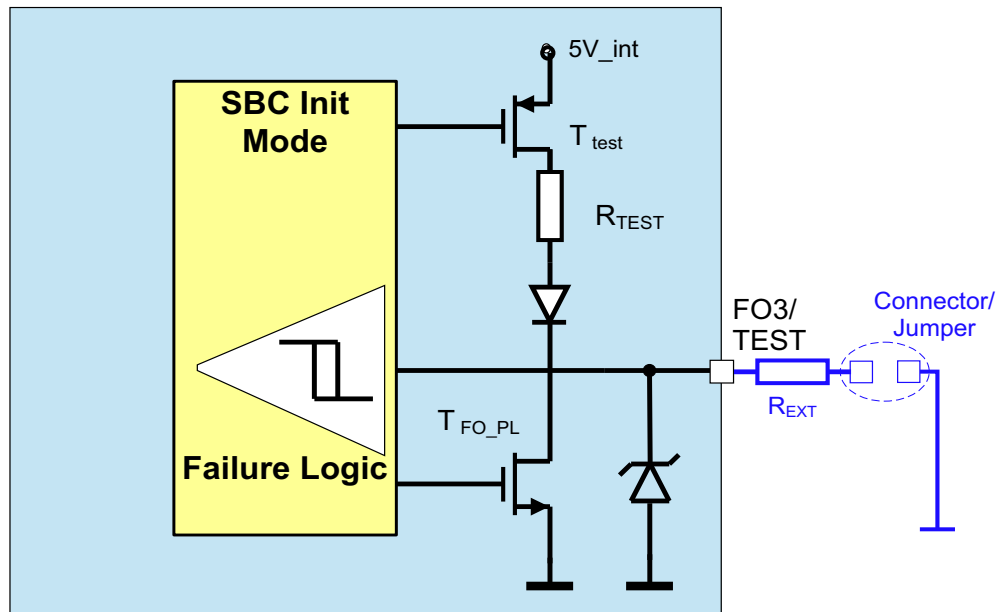 5V_int
SBC Init
Mode
T test
RTEST
FO3/
TEST
Connector/
Jumper
REXT
T FO_PL
Failure Logic